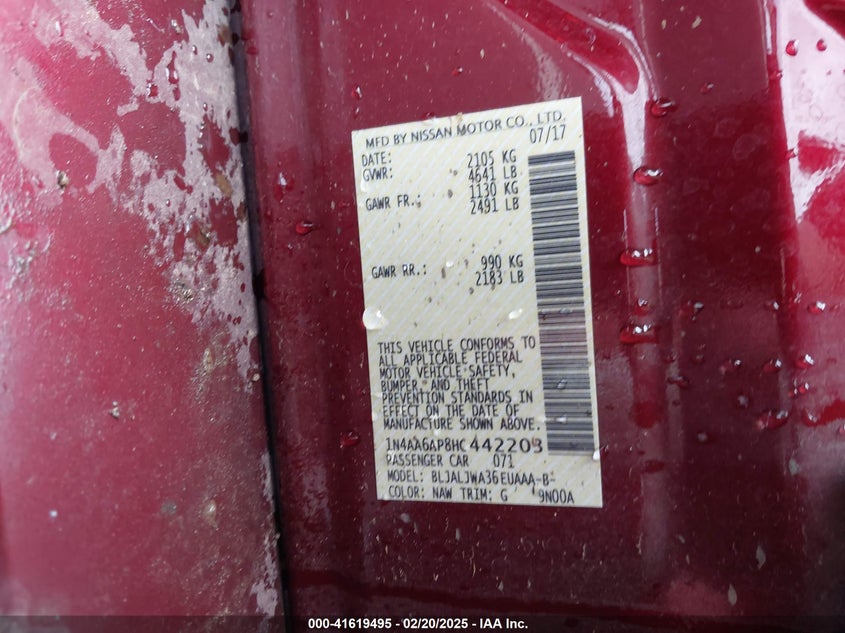 MFD BY NISSAN MOTOR CO., LTD.
DATE: 07/17
GVWR: 2105 KG
4641 LB
GAWR FR.: 1130 KG
2491 LB
GAWR RR.: 990 KG
2183 LB
THIS VEHICLE CONFORMS TO
ALL APPLICABLE FEDERAL
MOTOR VEHICLE SAFETY,
BUMPER, AND THEFT
PREVENTION STANDARDS IN
EFFECT ON THE DATE OF
MANUFACTURE SHOWN ABOVE.
1N4AA6AP8HC442203
PASSENGER CAR 071
MODEL: BLJALJWA36EUAAA-B-
COLOR: NAW TRIM: G 9N00A
000-41619495 - 02/20/2025 - IAA Inc.